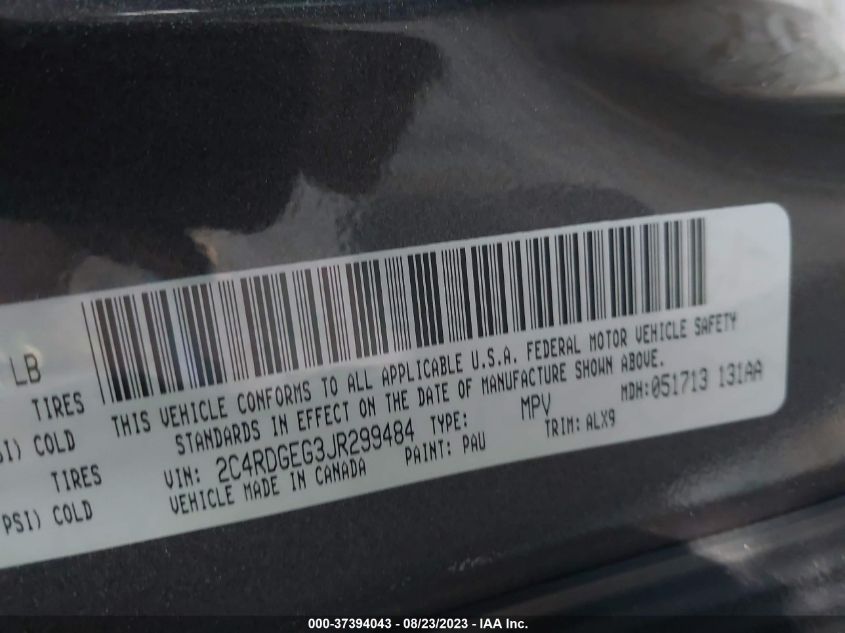 LB
TIRES
SI) COLD
TIRES
PSI) COLD
THIS VEHICLE CONFORMS TO ALL APPLICABLE U.S.A. FEDERAL MOTOR VEHICLE SAFETY
STANDARDS IN EFFECT ON THE DATE OF MANUFACTURE SHOWN ABOVE.
MDH:051713 131AA
VIN: 2C4RDGEG3JR299484 TYPE: MPV
VEHICLE MADE IN CANADA PAINT: PAU TRIM: ALX9
000-37394043 - 08/23/2023 - IAA Inc.